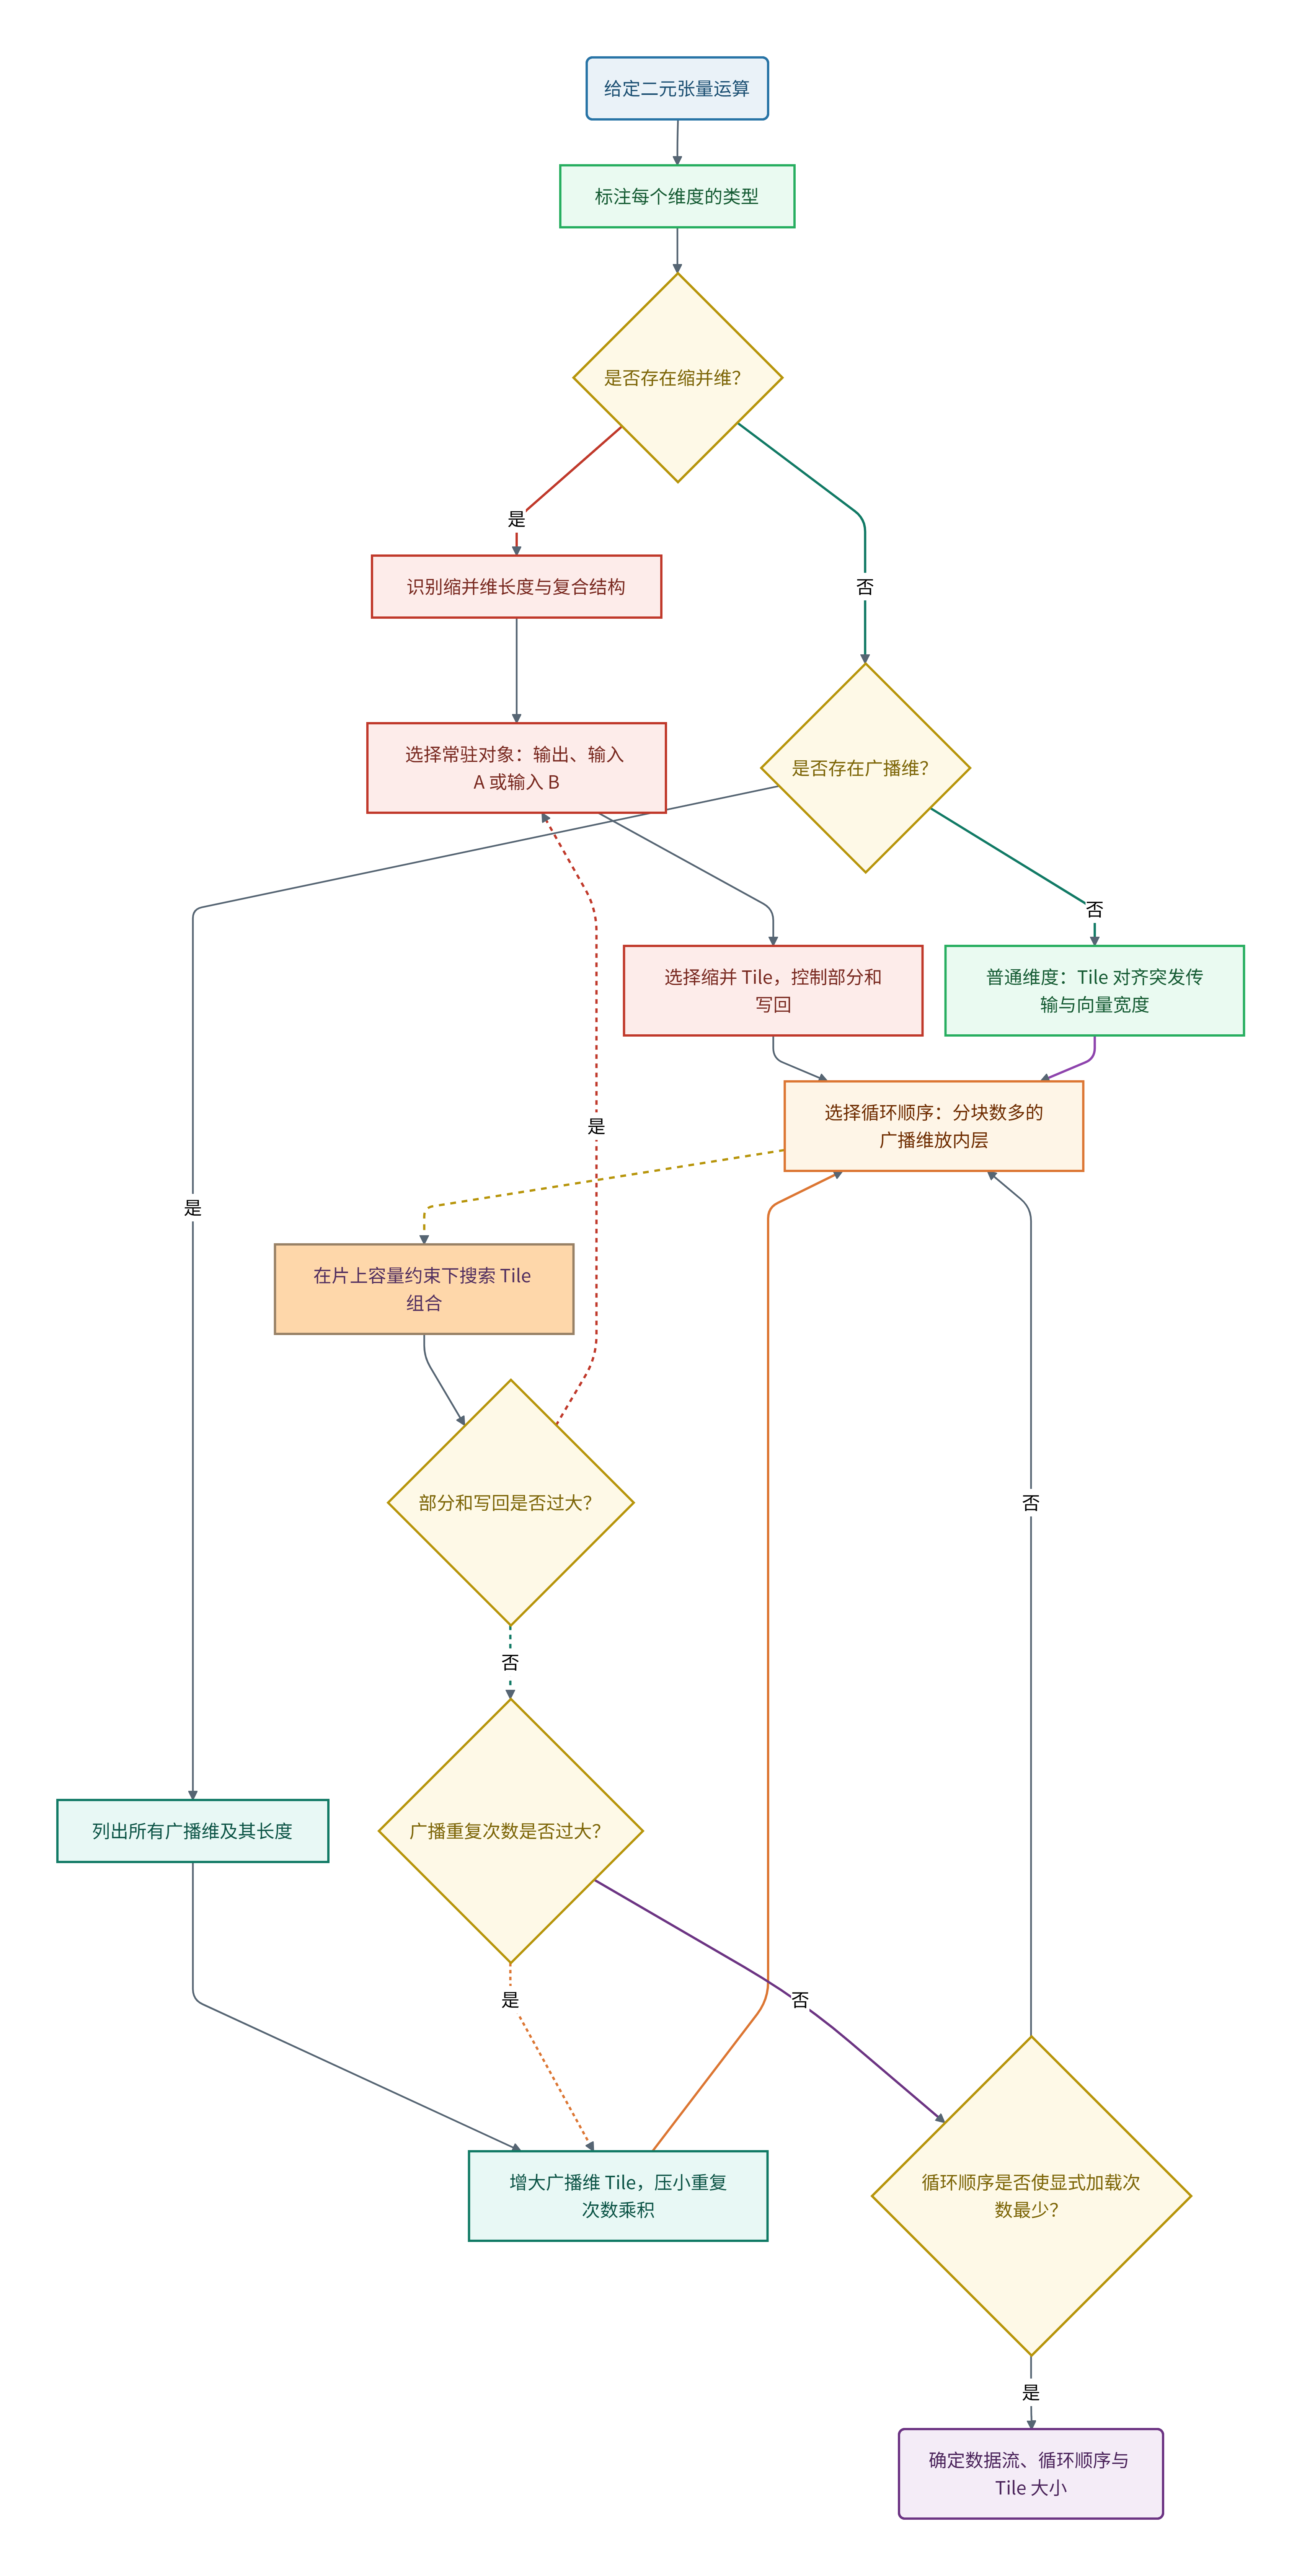 给定二元张量运算
标注每个维度的类型
是否存在缩并维？
是
识别缩并维长度与复合结构
否
选择常驻对象：输出、输入
A 或输入 B
是否存在广播维？
否
选择缩并 Tile，控制部分和
写回
普通维度：Tile 对齐突发传
输与向量宽度
选择循环顺序：分块数多的
广播维放内层
是
是
在片上容量约束下搜索 Tile
组合
部分和写回是否过大？
否
否
列出所有广播维及其长度
广播重复次数是否过大？
是
否
增大广播维 Tile，压小重复
次数乘积
循环顺序是否使显式加载次
数最少？
是
确定数据流、循环顺序与
Tile 大小